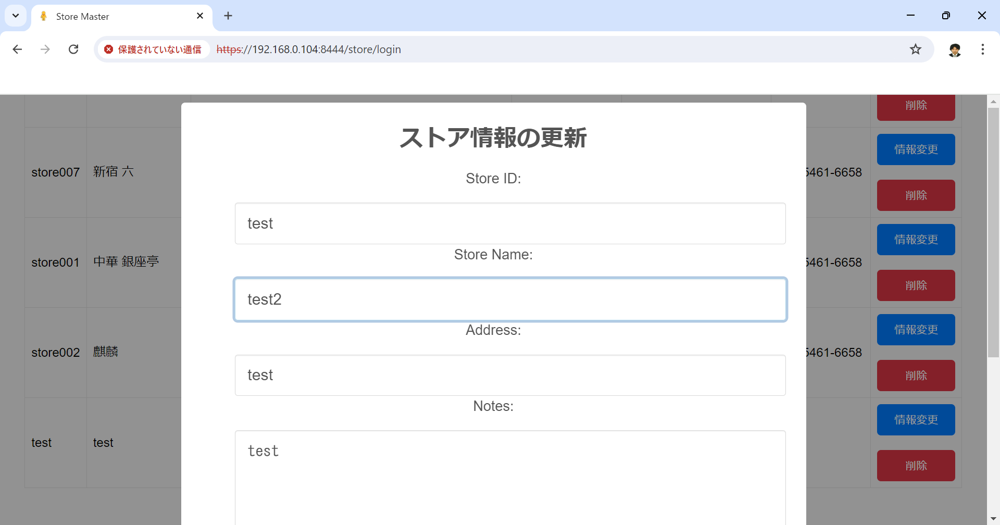 Store Master
保護されていない通信 https://192.168.0.104:8444/store/login
削除
ストア情報の更新
Store ID:
test
Store Name:
test2
Address:
test
Notes:
test
store007 新宿 六 5461-6658 情報変更
削除
store001 中華 銀座亭 5461-6658 情報変更
削除
store002 麒麟 5461-6658 情報変更
削除
test test 情報変更
削除